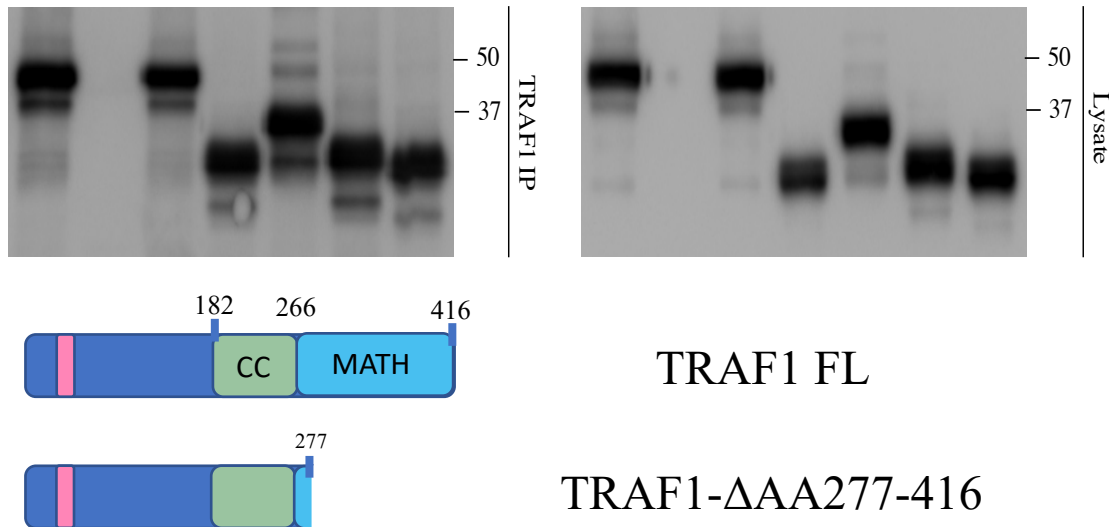 50
37
TRAF1 IP
50
37
Lysate
182 266 416
CC MATH
TRAF1 FL
277
TRAF1-ΔAA277-416